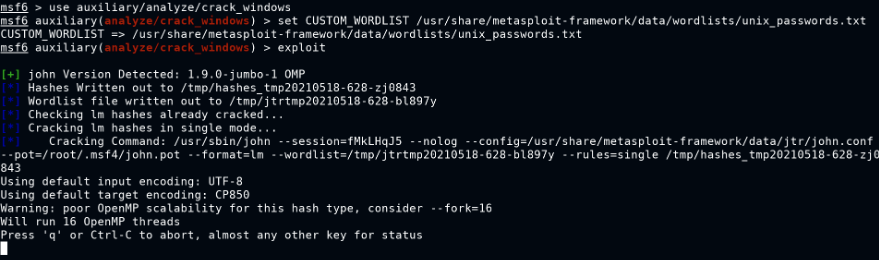 msf6 > use auxiliary/analyze/crack_windows
msf6 auxiliary(analyze/crack_windows) > set CUSTOM_WORDLIST /usr/share/metasploit-framework/data/wordlists/unix_passwords.txt
CUSTOM_WORDLIST => /usr/share/metasploit-framework/data/wordlists/unix_passwords.txt
msf6 auxiliary(analyze/crack_windows) > exploit
[+] john Version Detected: 1.9.0-jumbo-1 OMP
[*] Hashes Written out to /tmp/hashes_tmp20210518-628-zj0843
[*] Wordlist file written out to /tmp/jtrtmp20210518-628-bl897y
[*] Checking lm hashes already cracked...
[*] Cracking lm hashes in single mode...
[*]    Cracking Command: /usr/sbin/john --session=fMkLHqJ5 --nolog --config=/usr/share/metasploit-framework/data/jtr/john.conf
--pot=/root/.msf4/john.pot --format=lm --wordlist=/tmp/jtrtmp20210518-628-bl897y --rules=single /tmp/hashes_tmp20210518-628-zj0
843
Using default input encoding: UTF-8
Using default target encoding: CP850
Warning: poor OpenMP scalability for this hash type, consider --fork=16
Will run 16 OpenMP threads
Press 'q' or Ctrl-C to abort, almost any other key for status